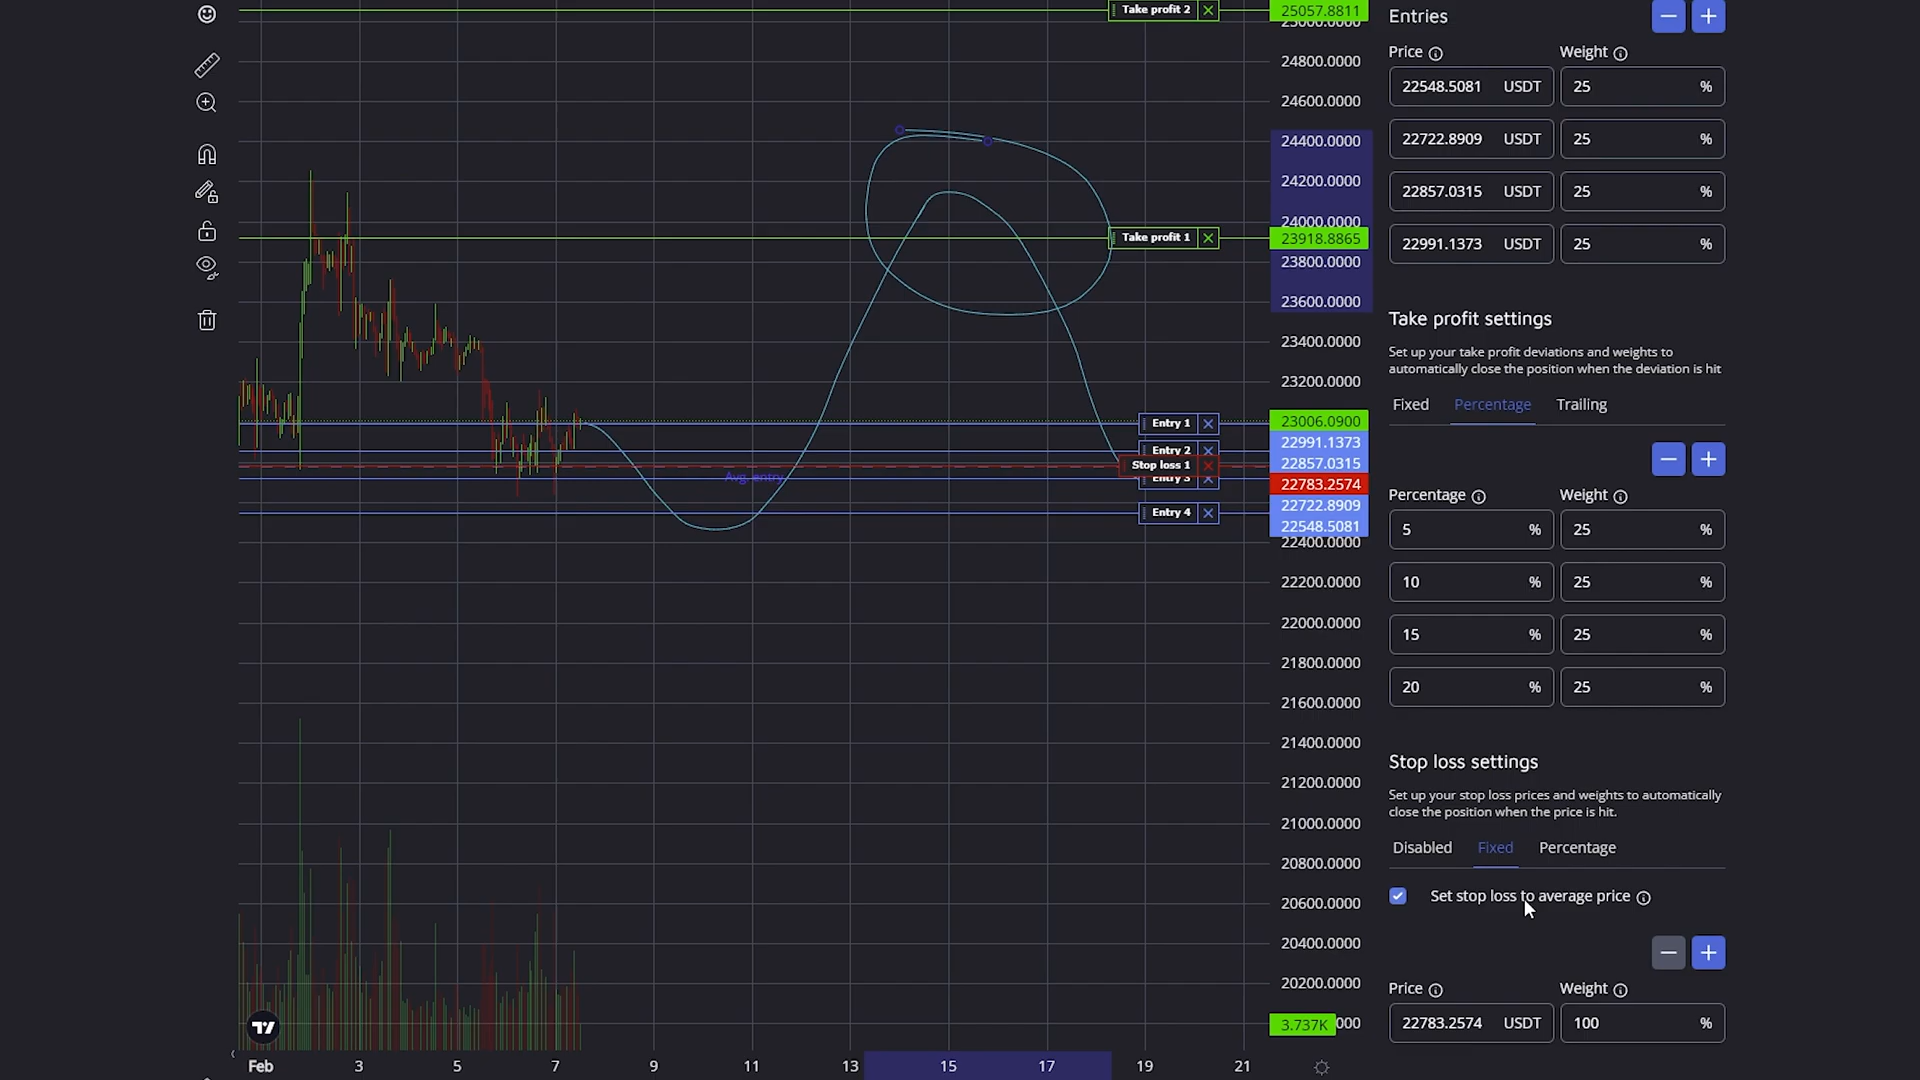 Take profit 2
25057.8811
25000.0000
24800.0000
24600.0000
24400.0000
24200.0000
24000.0000
Take profit 1
23918.8865
23800.0000
23600.0000
23400.0000
23200.0000
23006.0900
Entry 1
22991.1373
Entry 2
22857.0315
Stop loss 1
22783.2574
Avg. entry
Entry 3
22722.8909
Entry 4
22548.5081
22400.0000
22200.0000
22000.0000
21800.0000
21600.0000
21400.0000
21200.0000
21000.0000
20800.0000
20600.0000
20400.0000
20200.0000
3.737K
000
Feb 3 5 7 9 11 13 15 17 19 21
Entries
Price Weight
22548.5081 USDT 25 %
22722.8909 USDT 25 %
22857.0315 USDT 25 %
22991.1373 USDT 25 %
Take profit settings
Set up your take profit deviations and weights to
automatically close the position when the deviation is hit
Fixed Percentage Trailing
Percentage Weight
5 % 25 %
10 % 25 %
15 % 25 %
20 % 25 %
Stop loss settings
Set up your stop loss prices and weights to automatically
close the position when the price is hit.
Disabled Fixed Percentage
Set stop loss to average price
Price Weight
22783.2574 USDT 100 %